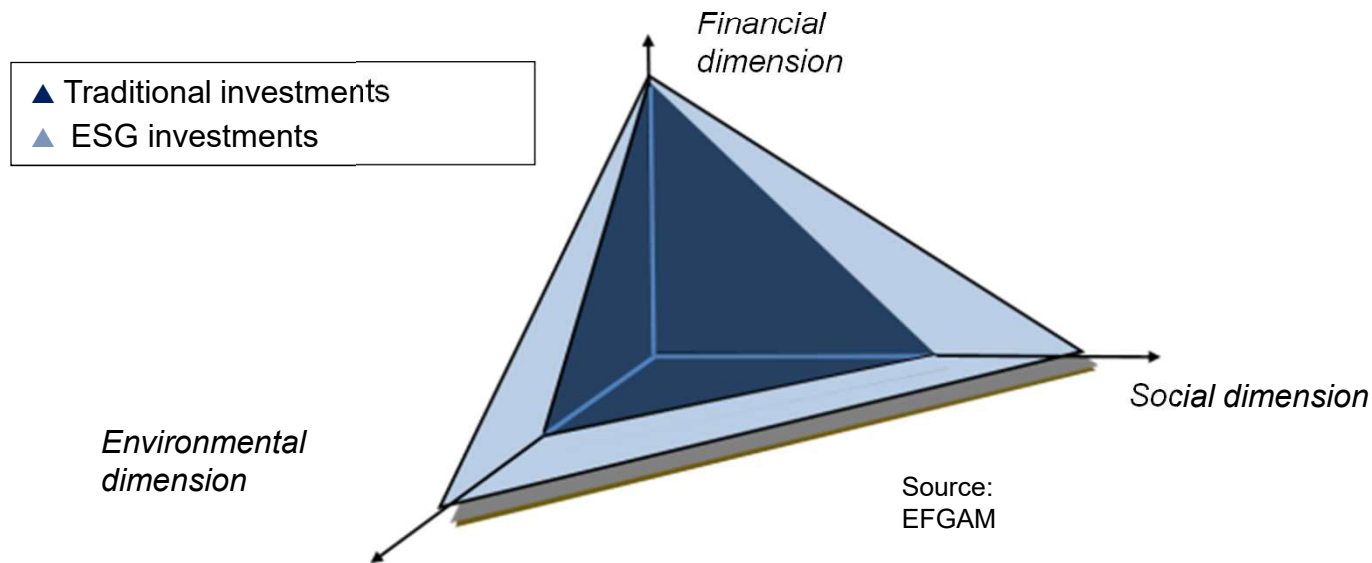 Financial
dimension
Traditional investments
ESG investments
Social dimension
Environmental
dimension
Source:
EFGAM